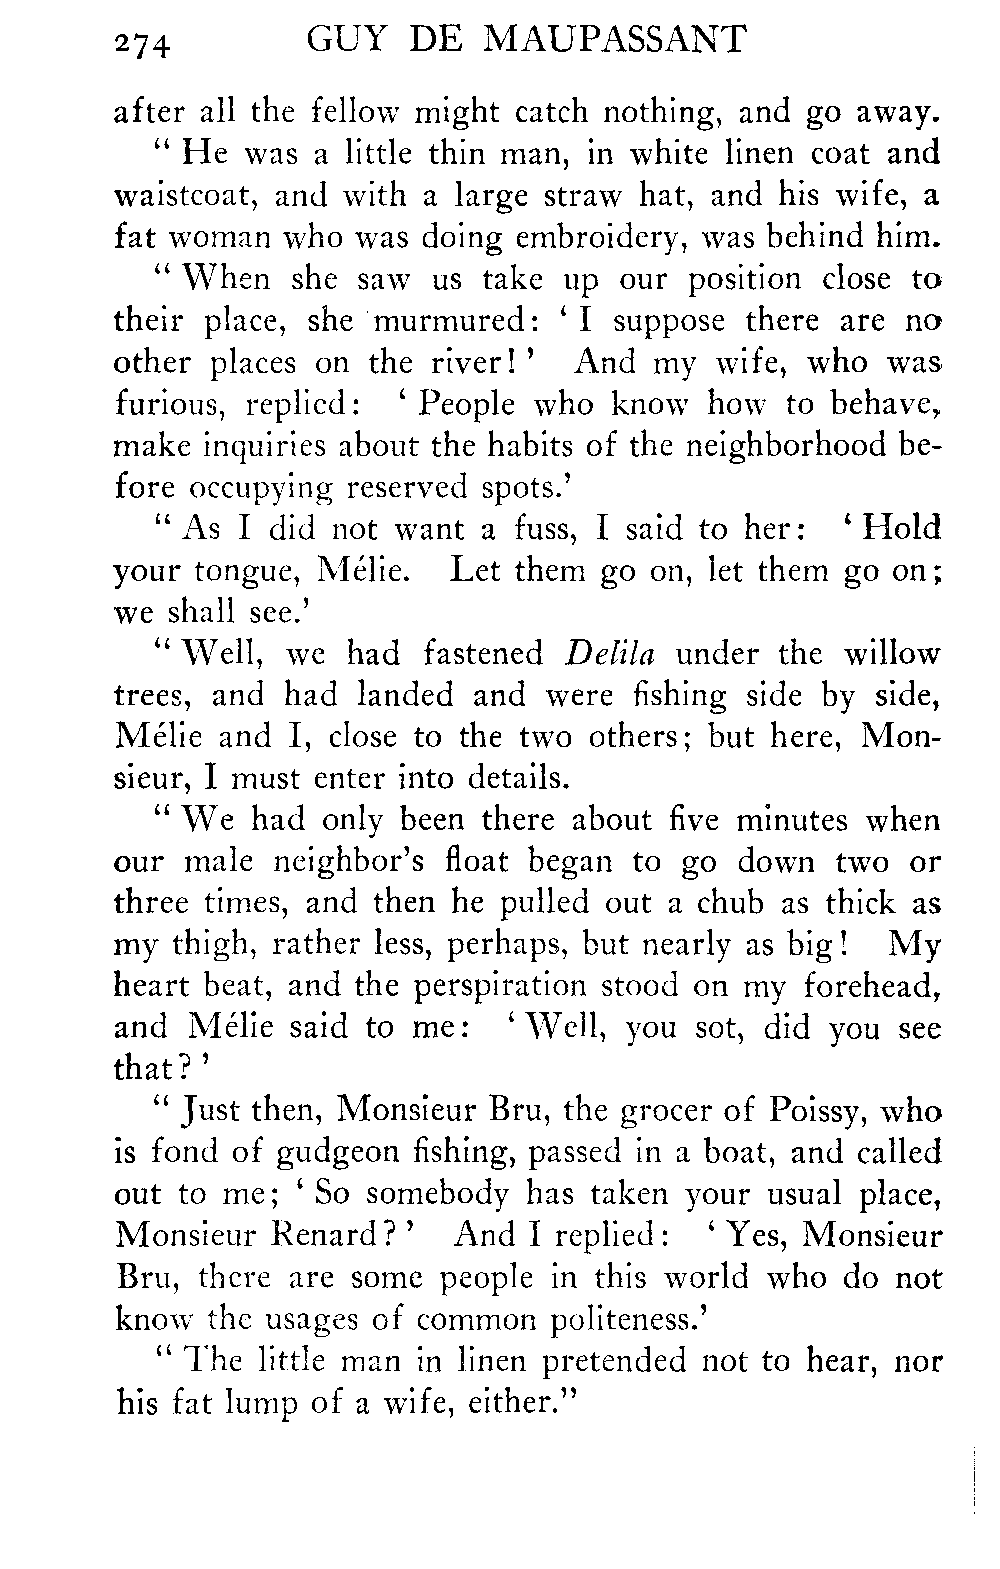 274 GUY DE MAUPASSANT
after all the fellow might catch nothing, and go away.
“ He was a little thin man, in white linen coat and
waistcoat, and with a large straw hat, and his wife, a
fat woman who was doing embroidery, was behind him.
“ When she saw us take up our position close to
their place, she murmured: ‘ I suppose there are no
other places on the river! ’ And my wife, who was
furious, replied: ‘ People who know how to behave,
make inquiries about the habits of the neighborhood be-
fore occupying reserved spots.’
“ As I did not want a fuss, I said to her: ‘ Hold
your tongue, Mélie. Let them go on, let them go on;
we shall see.’
“ Well, we had fastened Delila under the willow
trees, and had landed and were fishing side by side,
Mélie and I, close to the two others; but here, Mon-
sieur, I must enter into details.
“ We had only been there about five minutes when
our male neighbor’s float began to go down two or
three times, and then he pulled out a chub as thick as
my thigh, rather less, perhaps, but nearly as big! My
heart beat, and the perspiration stood on my forehead,
and Mélie said to me: ‘ Well, you sot, did you see
that? ’
“ Just then, Monsieur Bru, the grocer of Poissy, who
is fond of gudgeon fishing, passed in a boat, and called
out to me; ‘ So somebody has taken your usual place,
Monsieur Renard? ’ And I replied: ‘ Yes, Monsieur
Bru, there are some people in this world who do not
know the usages of common politeness.’
“ The little man in linen pretended not to hear, nor
his fat lump of a wife, either.”